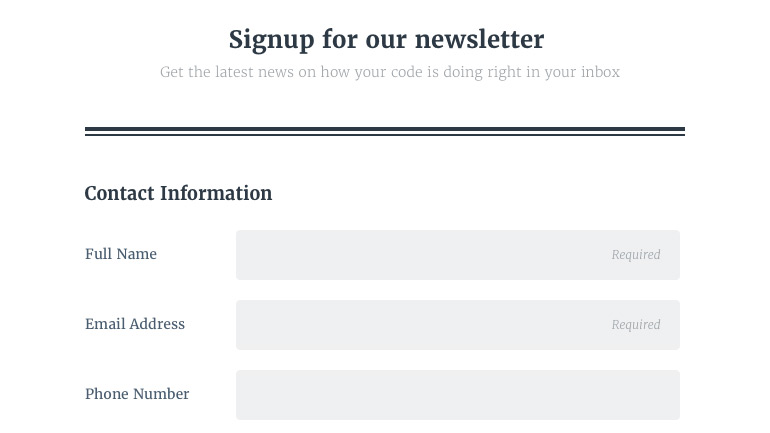 Signup for our newsletter
Get the latest news on how your code is doing right in your inbox
Contact Information
Full Name Required
Email Address Required
Phone Number